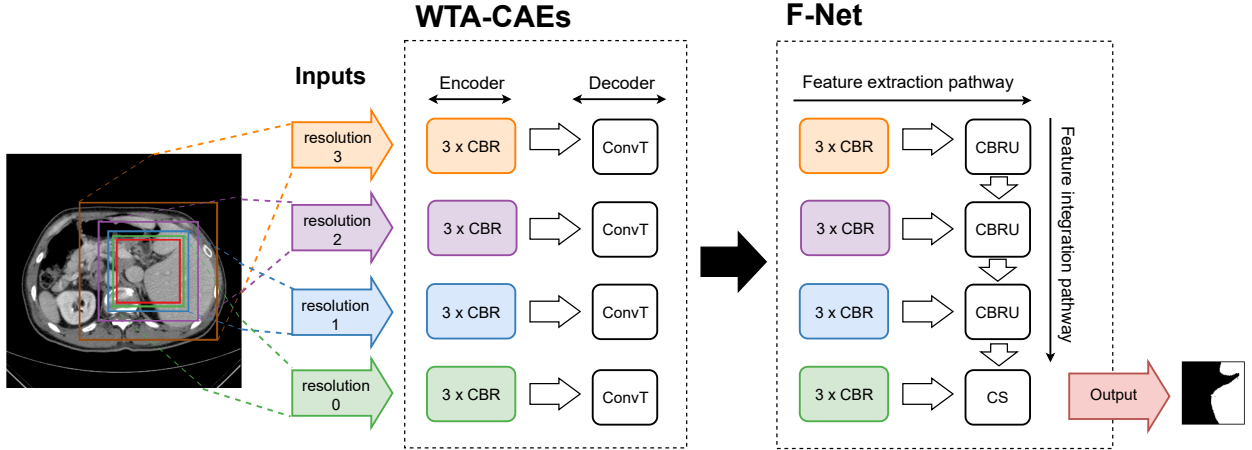 WTA-CAEs
F-Net
Inputs
Encoder
Decoder
Feature extraction pathway
resolution
3
3 x CBR
ConvT
3 x CBR
CBRU
resolution
2
3 x CBR
ConvT
3 x CBR
CBRU
resolution
1
3 x CBR
ConvT
3 x CBR
CBRU
resolution
0
3 x CBR
ConvT
3 x CBR
CS
Feature integration pathway
Output